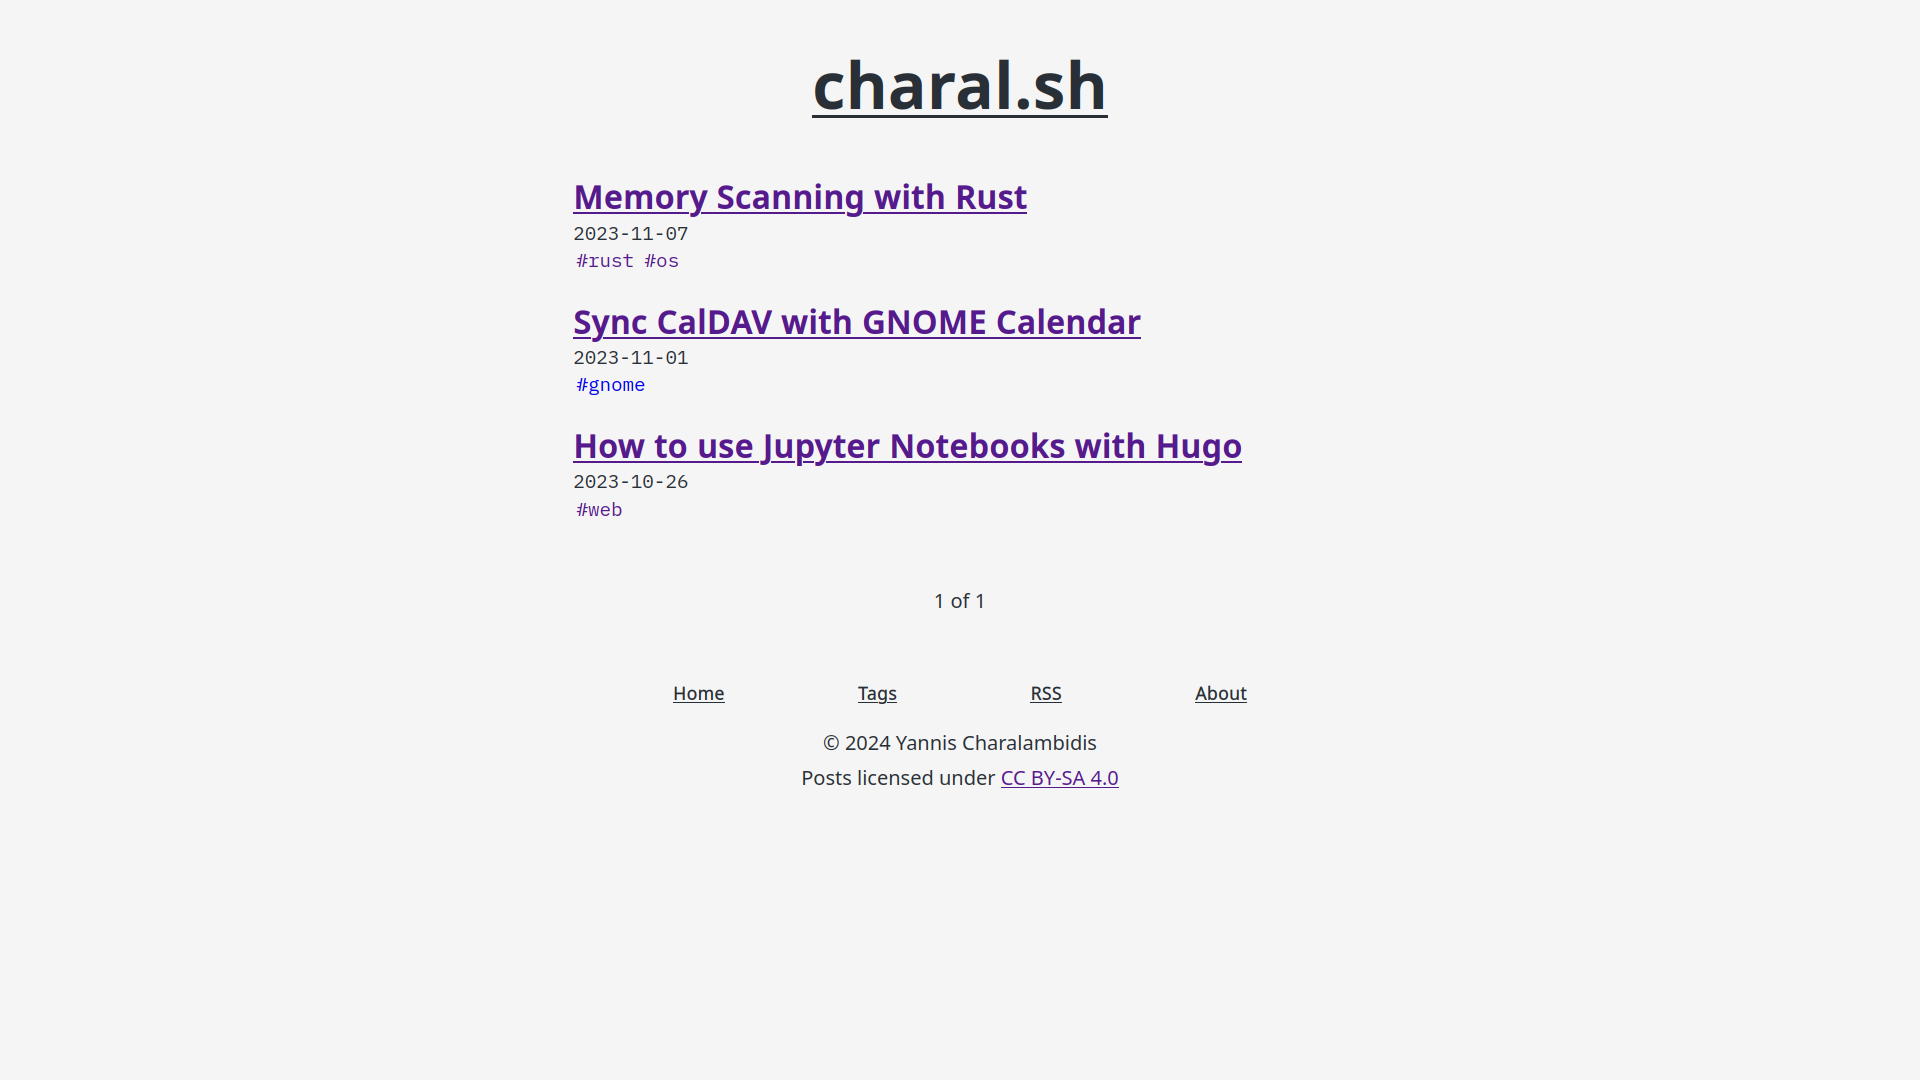 charal.sh
Memory Scanning with Rust
2023-11-07
#rust #os
Sync CalDAV with GNOME Calendar
2023-11-01
#gnome
How to use Jupyter Notebooks with Hugo
2023-10-26
#web
1 of 1
Home Tags RSS About
© 2024 Yannis Charalambidis
Posts licensed under CC BY-SA 4.0